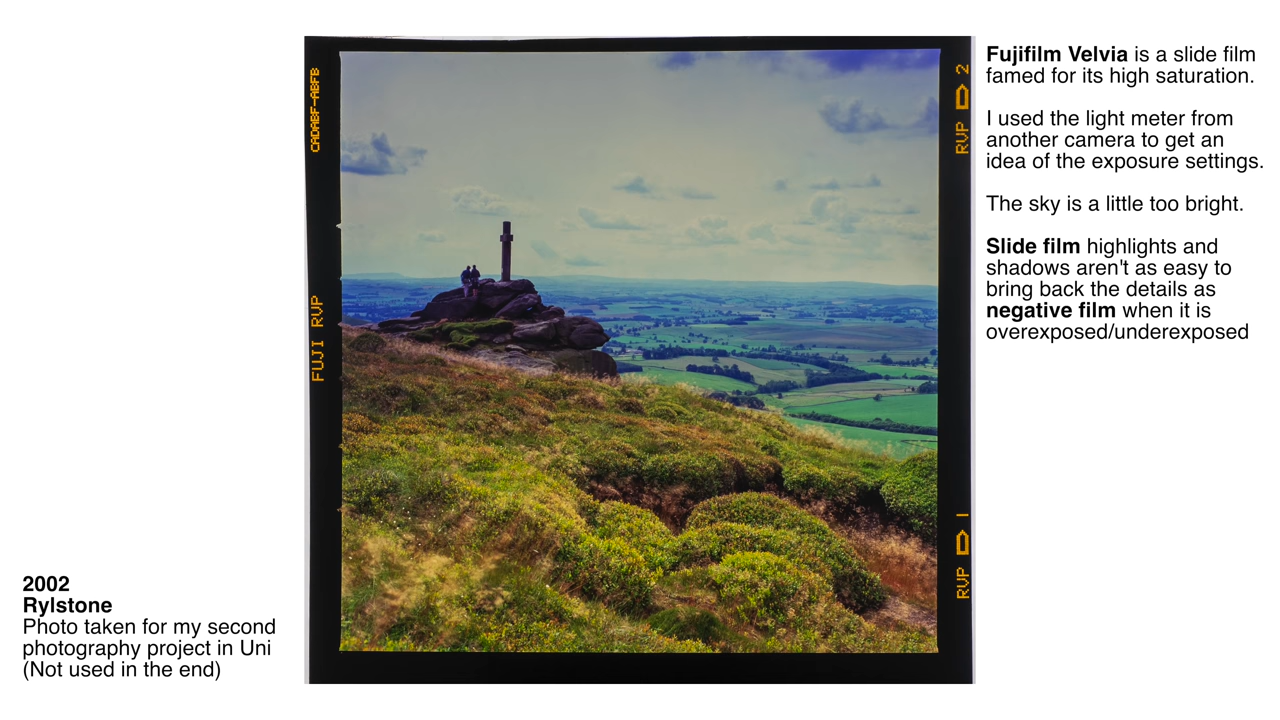 Fujifilm Velvia is a slide film
famed for its high saturation.
I used the light meter from
another camera to get an
idea of the exposure settings.
The sky is a little too bright.
Slide film highlights and
shadows aren't as easy to
bring back the details as
negative film when it is
overexposed/underexposed
2002
Rylstone
Photo taken for my second
photography project in Uni
(Not used in the end)
FUJI RVP
RVP 2
RVP 1